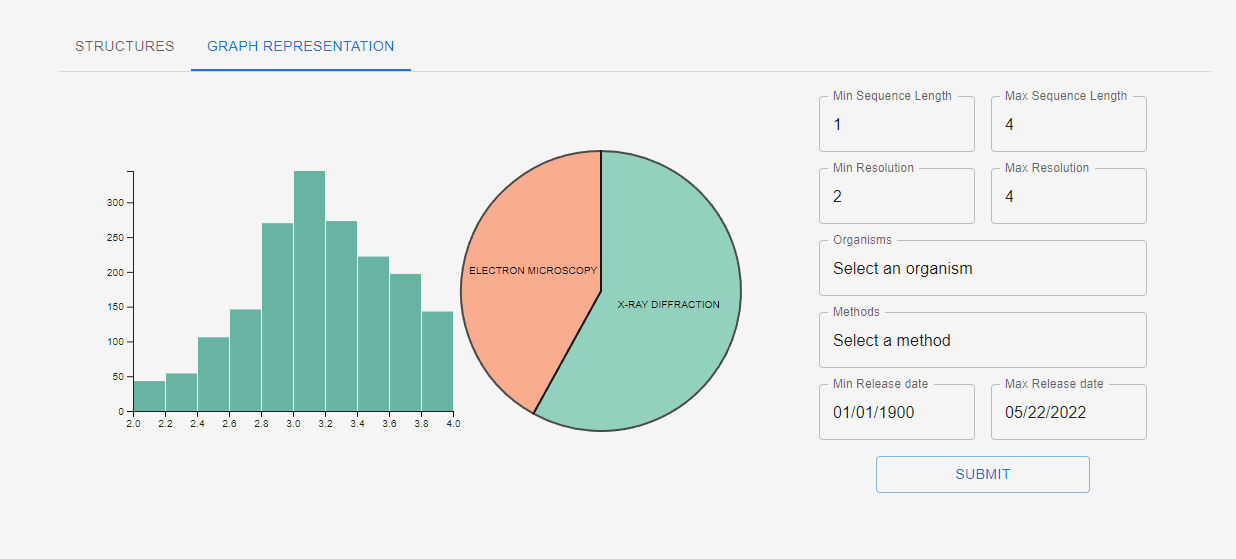 STRUCTURES
GRAPH REPRESENTATION
300
250
200
150
100
50
0
2.0 2.2 2.4 2.6 2.8 3.0 3.2 3.4 3.6 3.8 4.0
ELECTRON MICROSCOPY
X-RAY DIFFRACTION
Min Sequence Length
1
Max Sequence Length
4
Min Resolution
2
Max Resolution
4
Organisms
Select an organism
Methods
Select a method
Min Release date
01/01/1900
Max Release date
05/22/2022
SUBMIT